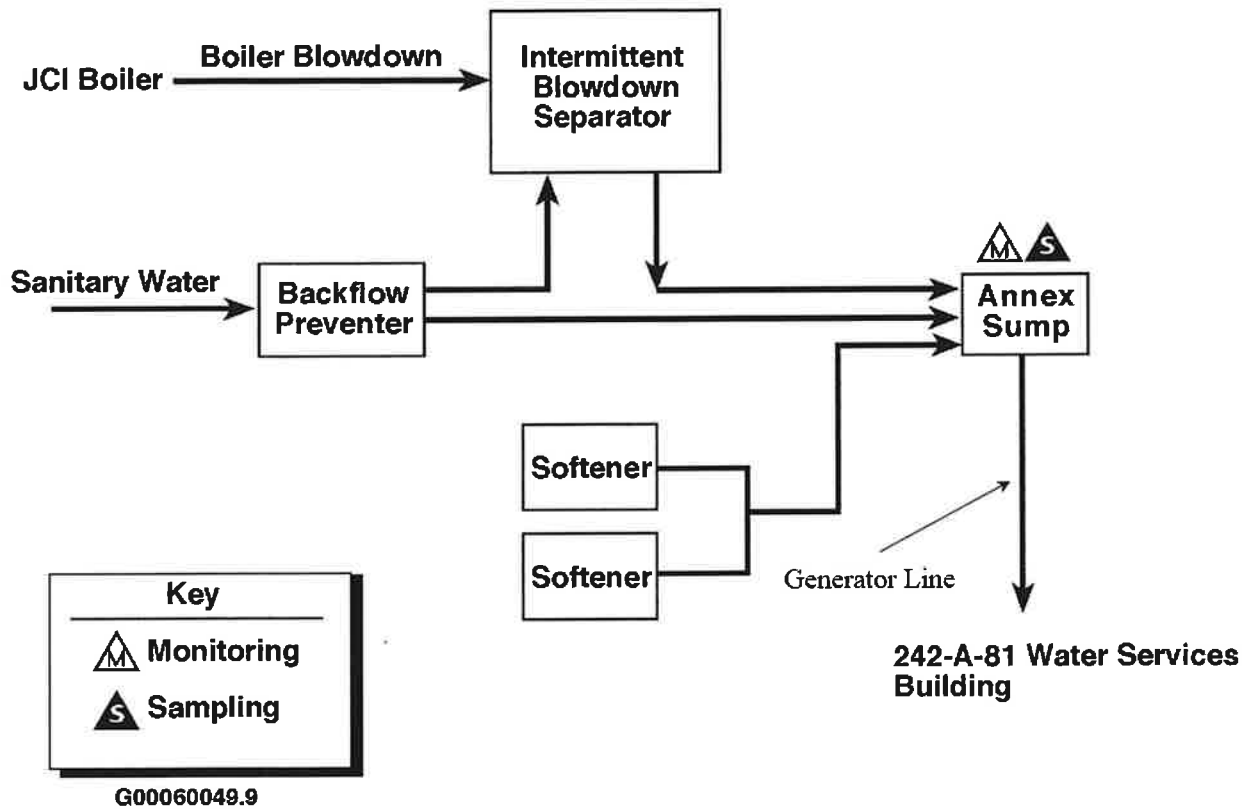 Boiler Blowdown
JCI Boiler
Intermittent
Blowdown
Separator
Sanitary Water
Backflow
Preventer
M S
Annex
Sump
Softener
Softener
Generator Line
242-A-81 Water Services
Building
Key
M Monitoring
S Sampling
G00060049.9